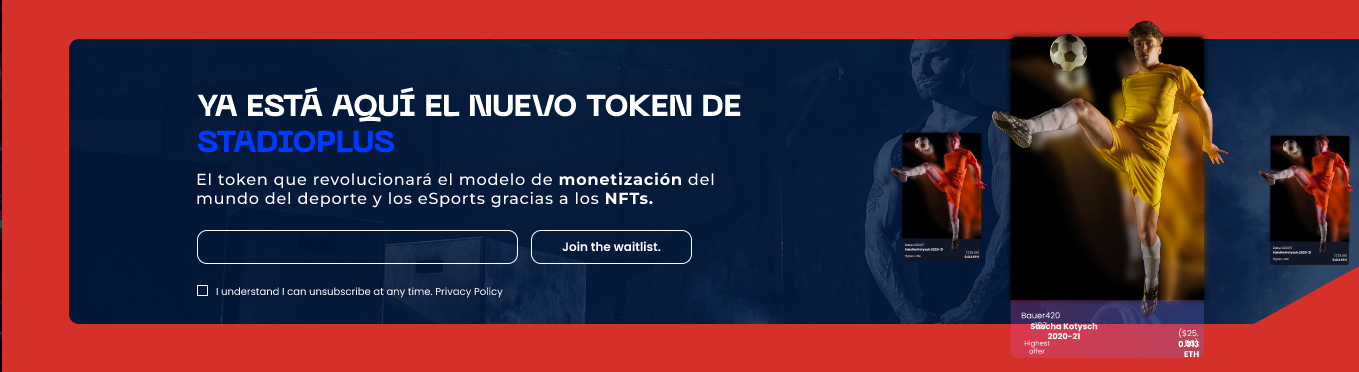 YA ESTÁ AQUÍ EL NUEVO TOKEN DE
STADIOPLUS
El token que revolucionará el modelo de monetización del
mundo del deporte y los eSports gracias a los NFTs.
Join the waitlist.
I understand I can unsubscribe at any time. Privacy Policy
Bauer420
Sascha Kotysch
2020-21
Highest
offer
($25.
0.013
ETH